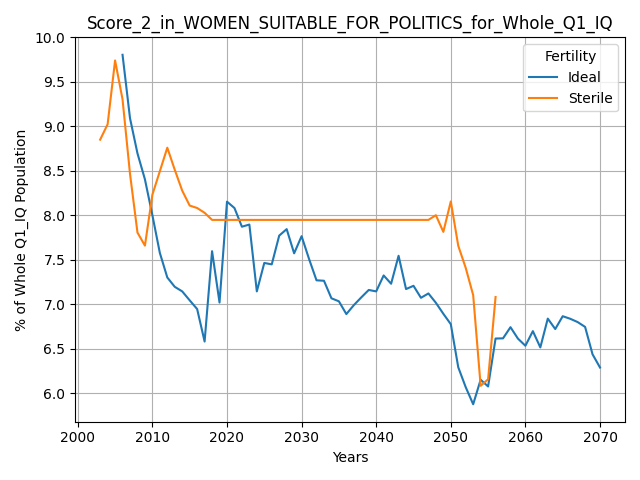 Score_2_in_WOMEN_SUITABLE_FOR_POLITICS_for_Whole_Q1_IQ
Fertility
Ideal
Sterile
% of Whole Q1_IQ Population
10.0
9.5
9.0
8.5
8.0
7.5
7.0
6.5
6.0
2000 2010 2020 2030 2040 2050 2060 2070
Years